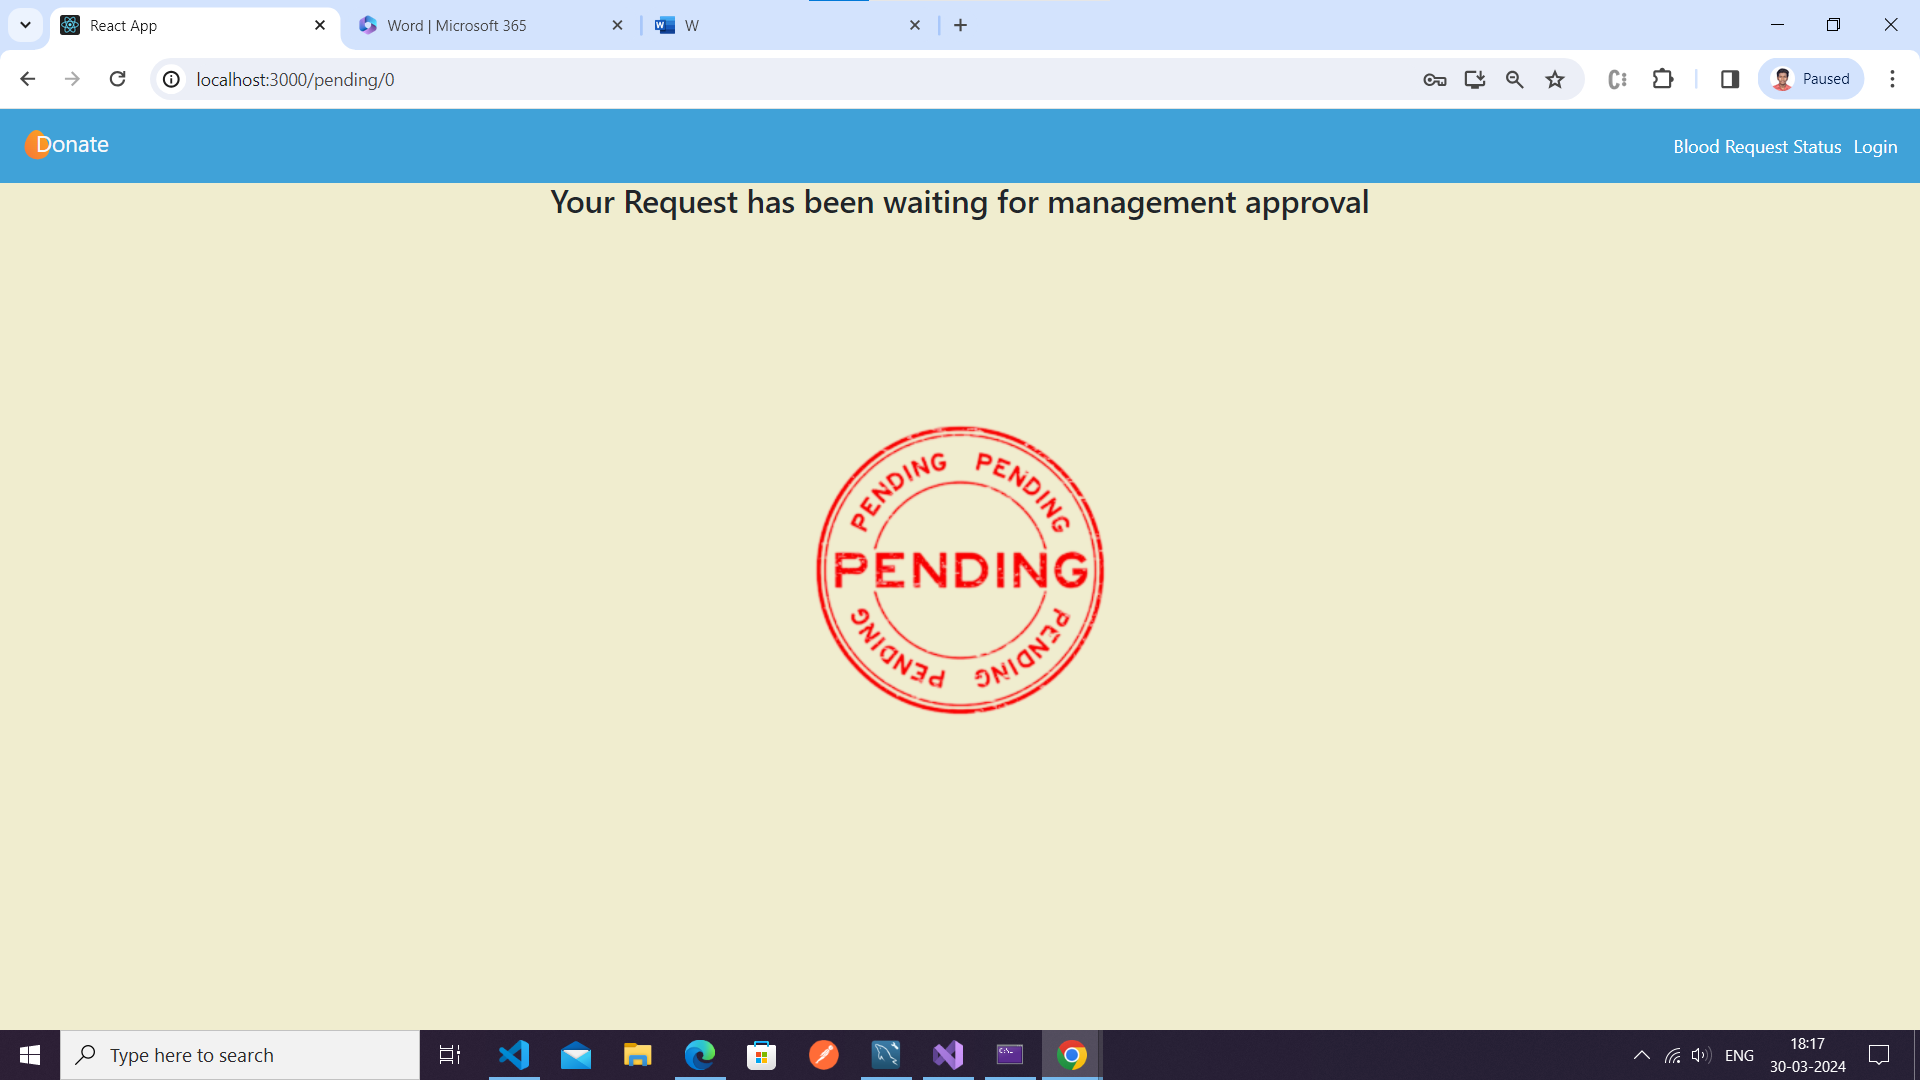 React App
Word | Microsoft 365
W
localhost:3000/pending/0
Paused
Donate
Blood Request Status
Login
Your Request has been waiting for management approval
PENDING PENDING
PENDING
PENDING PENDING
Type here to search
ENG
18:17
30-03-2024